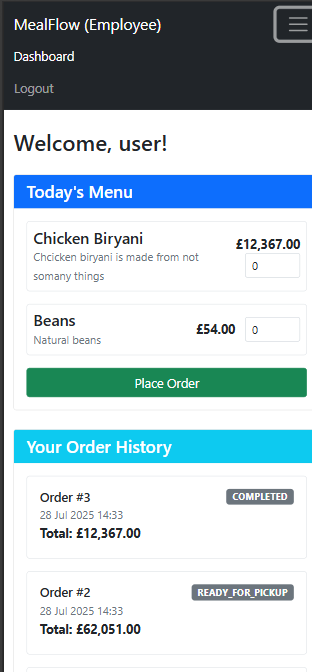 MealFlow (Employee)
Dashboard
Logout
Welcome, user!
Today's Menu
Chicken Biryani
£12,367.00
Chcicken biryani is made from not
somany things
0
Beans
£54.00
0
Natural beans
Place Order
Your Order History
Order #3
COMPLETED
28 Jul 2025 14:33
Total: £12,367.00
Order #2
READY_FOR_PICKUP
28 Jul 2025 14:33
Total: £62,051.00